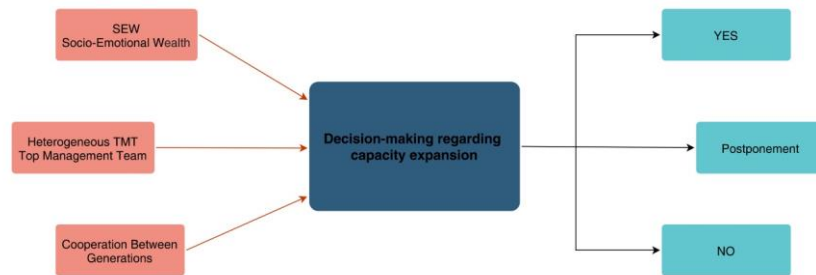 SEW
Socio-Emotional Wealth
YES
Heterogeneous TMT
Top Management Team
Decision-making regarding
capacity expansion
Postponement
Cooperation Between
Generations
NO